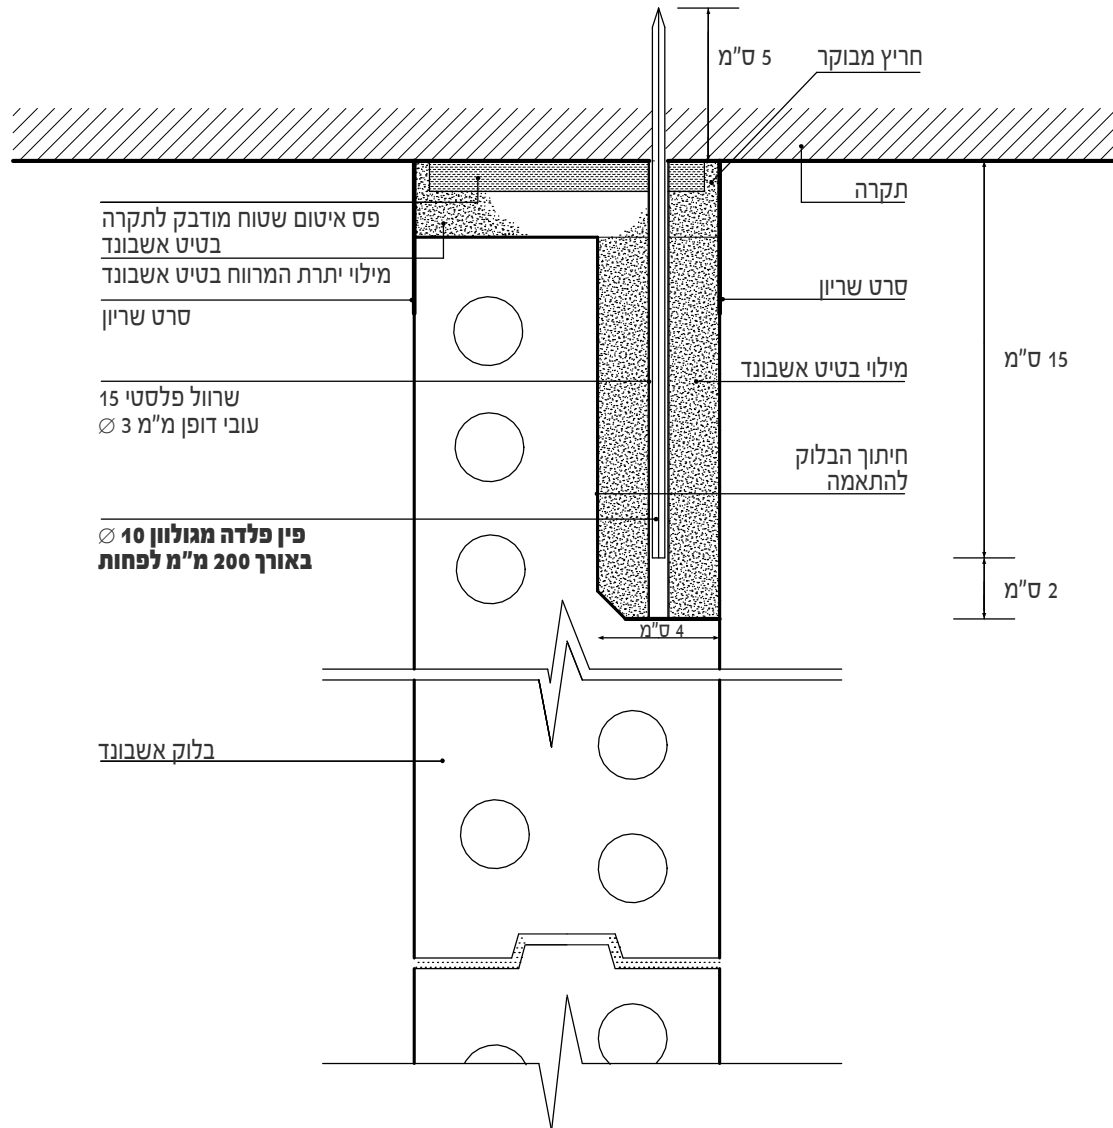 5 ס"מ
חריץ מבוקר
תקרה
סרט שריון
15 ס"מ
מילוי בטיט אשבונד
חיתוך הבלוק
להתאמה
2 ס"מ
4 ס"מ
פס איטום שטוח מודבק לתקרה
בטיט אשבונד
מילוי יתרת המרווח בטיט אשבונד
סרט שריון
שרוול פלסטי 15
עובי דופן מ"מ 3 ∅
פין פלדה מגולוון 10 ∅
באורך 200 מ"מ לפחות
בלוק אשבונד